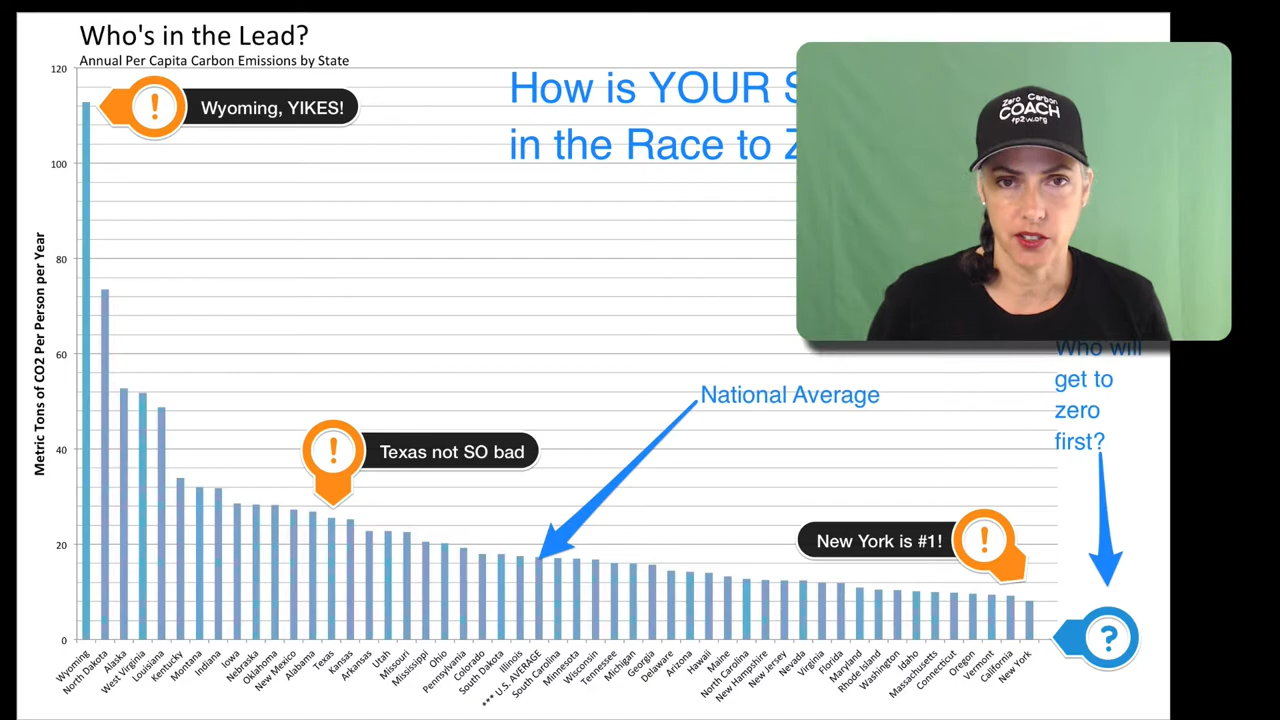 Who's in the Lead?
Annual Per Capita Carbon Emissions by State
How is YOUR
in the Race to
Wyoming, YIKES!
Zero Carbon
COACH
fp2w.org
Metric Tons of CO2 Per Person per Year
120
100
80
60
40
20
0
Who will
get to
zero
first?
National Average
Texas not SO bad
New York is #1!
?
Wyoming
North Dakota
Alaska
West Virginia
Louisiana
Kentucky
Montana
Indiana
Iowa
Nebraska
Oklahoma
New Mexico
Alabama
Texas
Kansas
Arkansas
Utah
Missouri
Mississippi
Ohio
Pennsylvania
Colorado
South Dakota
Illinois
*** U.S. AVERAGE
South Carolina
Minnesota
Wisconsin
Tennessee
Michigan
Georgia
Delaware
Arizona
Hawaii
Maine
North Carolina
New Hampshire
New Jersey
Nevada
Virginia
Florida
Maryland
Rhode Island
Washington
Idaho
Massachusetts
Connecticut
Oregon
Vermont
California
New York